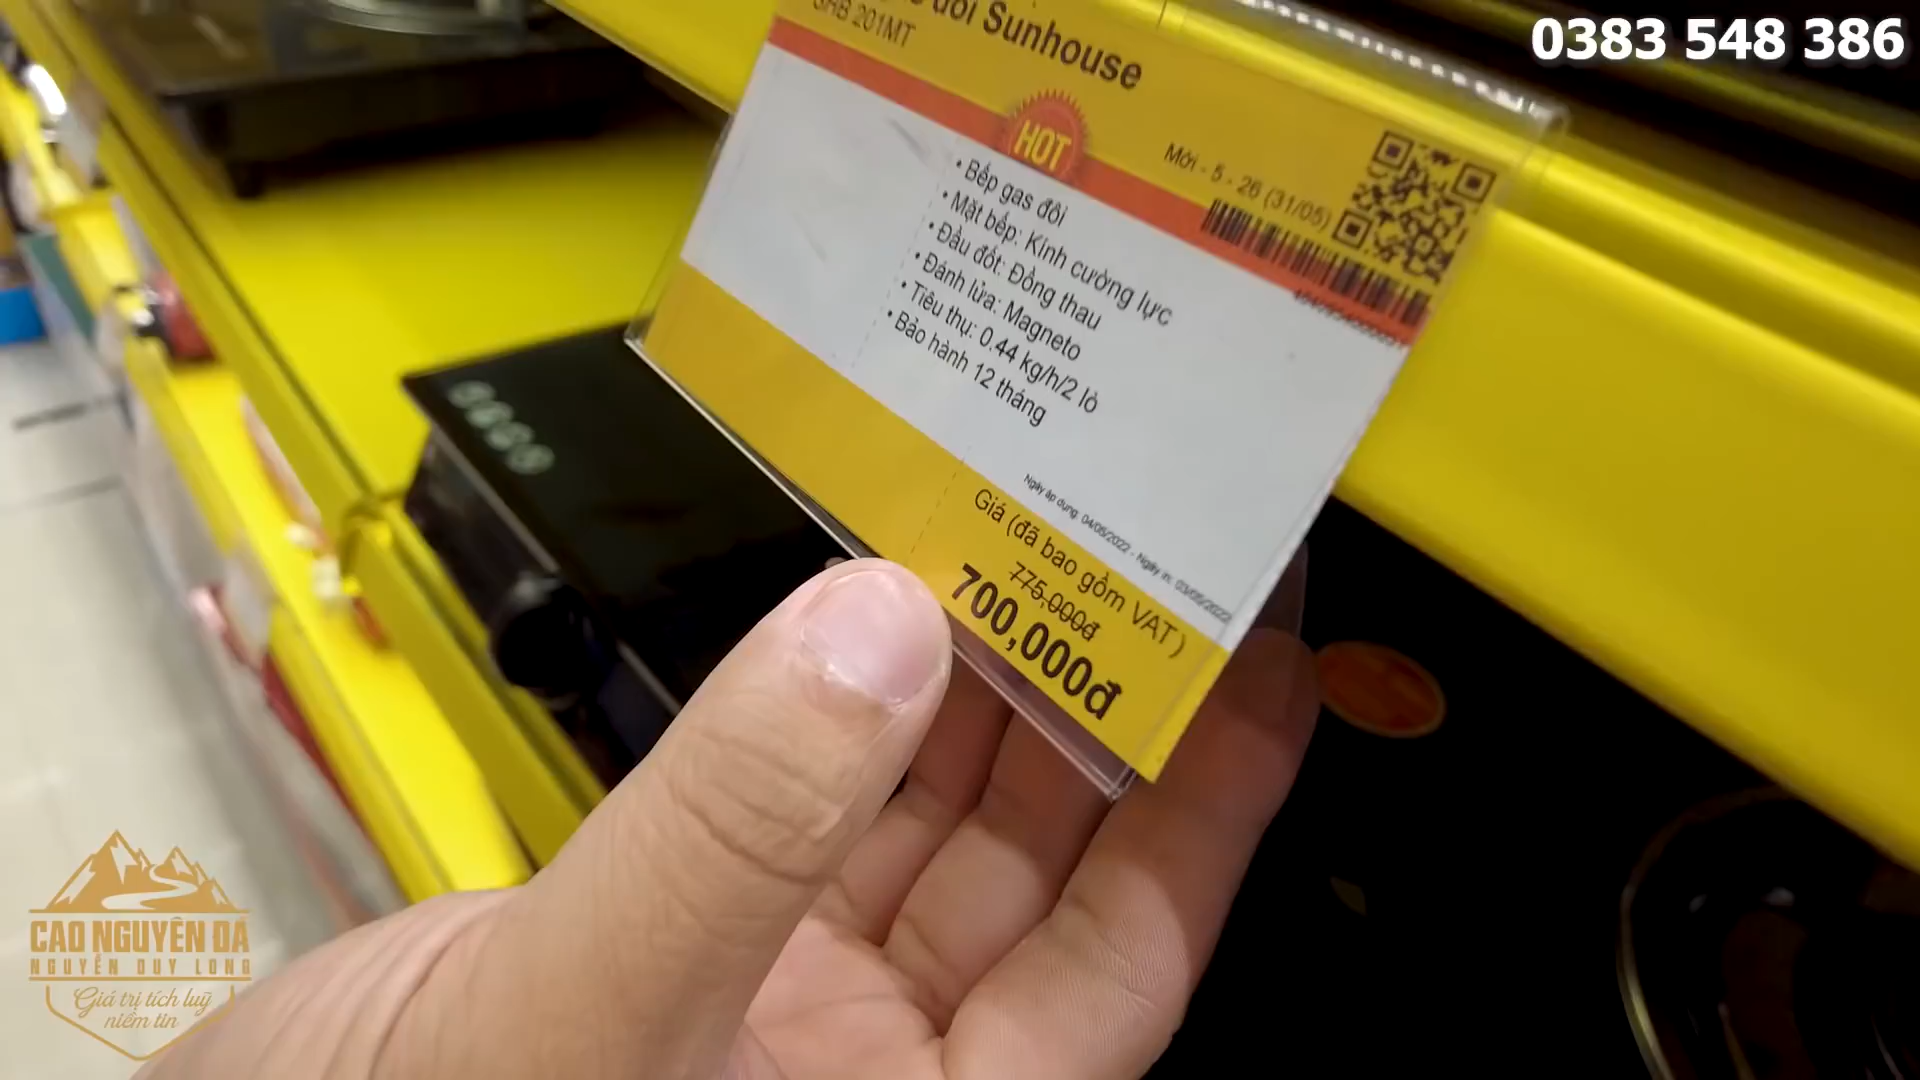 0383 548 386
đôi Sunhouse
SHB 201MT
HOT
Mới - 5 - 26 (31/05)
• Bếp gas đôi
• Mặt bếp: Kính cường lực
• Đầu đốt: Đồng thau
• Đánh lửa: Magneto
• Tiêu thụ: 0.44 kg/h/2 lò
• Bảo hành 12 tháng
Ngày áp dụng: 04/05/2022 - Ngày in: 03/05/2022
Giá (đã bao gồm VAT)
775,000đ
700,000đ
CAO NGUYÊN ĐÁ
NGUYỄN DUY LONG
Giá trị tích luỹ
niềm tin